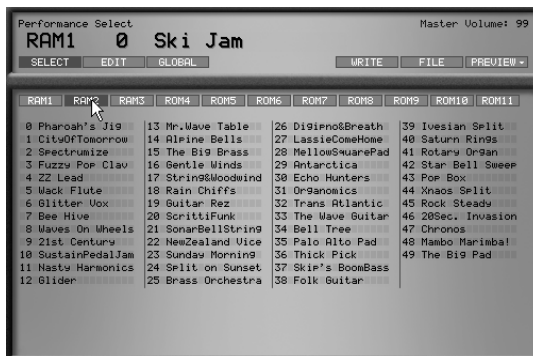 Performance Select
Master Volume: 99
RAM1 0 Ski Jam
SELECT EDIT GLOBAL WRITE FILE PREVIEW
RAM1 RAM2 RAM3 ROM4 ROM5 ROM6 ROM7 ROM8 ROM9 ROM10 ROM11
0 Pharoah's Jig
1 CityOfTomorrow
2 Spectrumize
3 Fuzzy Pop Clav
4 ZZ Lead
5 Wack Flute
6 Glitter Vox
7 Bee Hive
8 Waves On Wheels
9 21st Century
10 SustainPedalJam
11 Nasty Harmonics
12 Glider
13 Mr.Wave Table
14 Alpine Bells
15 The Big Brass
16 Gentle Winds
17 String&Woodwind
18 Rain Chiffs
19 Guitar Rez
20 ScrittiFunk
21 SonarBellString
22 NewZealand Vice
23 Sunday Morning
24 Split on Sunset
25 Brass Orchestra
26 Digipno&Breath
27 LassieComeHome
28 MellowSquarePad
29 Antarctica
30 Echo Hunters
31 Organomics
32 Trans Atlantic
33 The Wave Guitar
34 Bell Tree
35 Palo Alto Pad
36 Thick Pick
37 Skip's BoomBass
38 Folk Guitar
39 Ivesian Split
40 Saturn Rings
41 Rotary Organ
42 Star Bell Sweep
43 Pop Box
44 Xnaos Split
45 Rock Steady
46 20Sec. Invasion
47 Chronos
48 Mambo Marimba!
49 The Big Pad